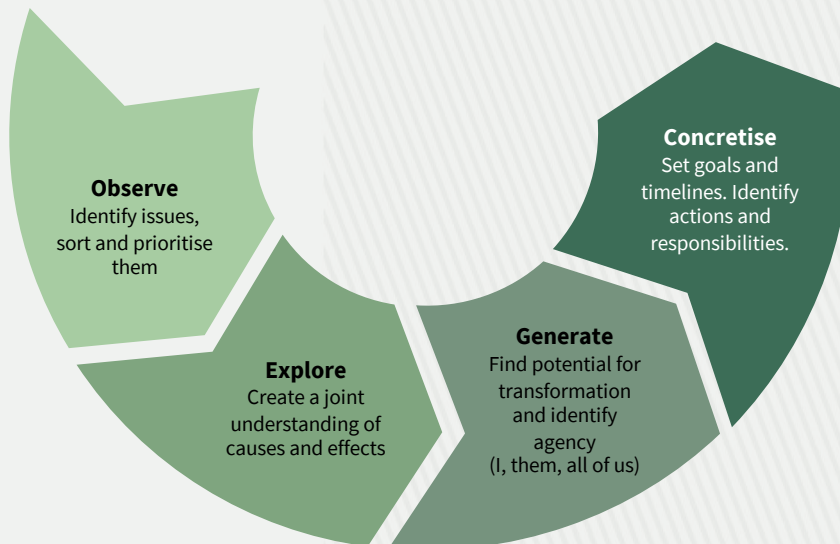 Observe
Identify issues,
sort and prioritise
them
Explore
Create a joint
understanding of
causes and effects
Generate
Find potential for
transformation
and identify
agency
(I, them, all of us)
Concretise
Set goals and
timelines. Identify
actions and
responsibilities.